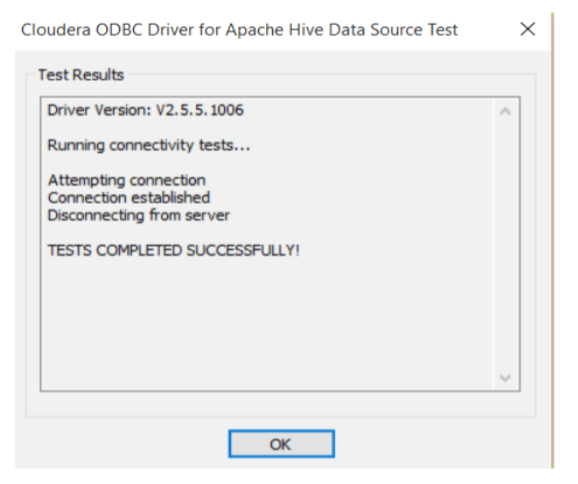 Cloudera ODBC Driver for Apache Hive Data Source Test
Test Results
Driver Version: V2.5.5.1006
Running connectivity tests...
Attempting connection
Connection established
Disconnecting from server
TESTS COMPLETED SUCCESSFULLY!
OK